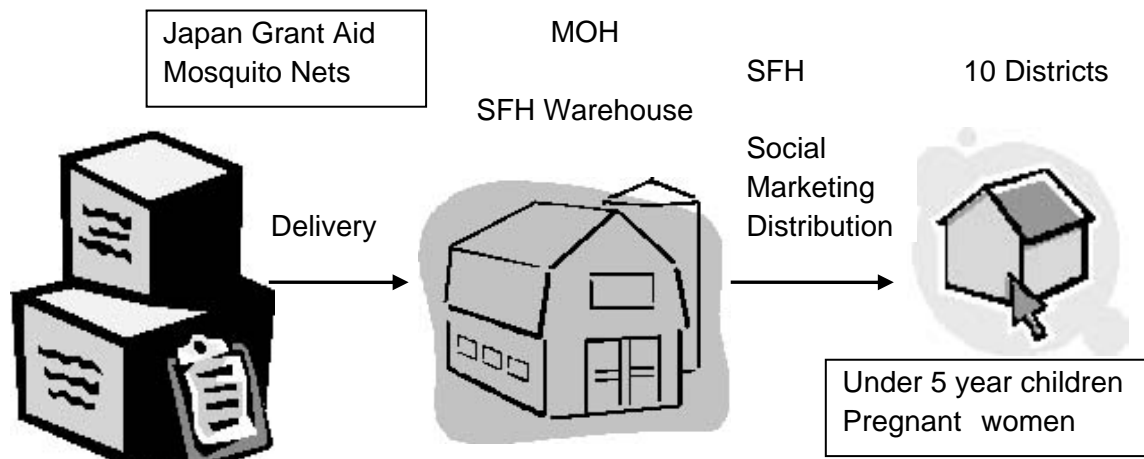 Japan Grant Aid
Mosquito Nets
MOH
SFH Warehouse
Delivery
SFH
Social
Marketing
Distribution
10 Districts
Under 5 year children
Pregnant women